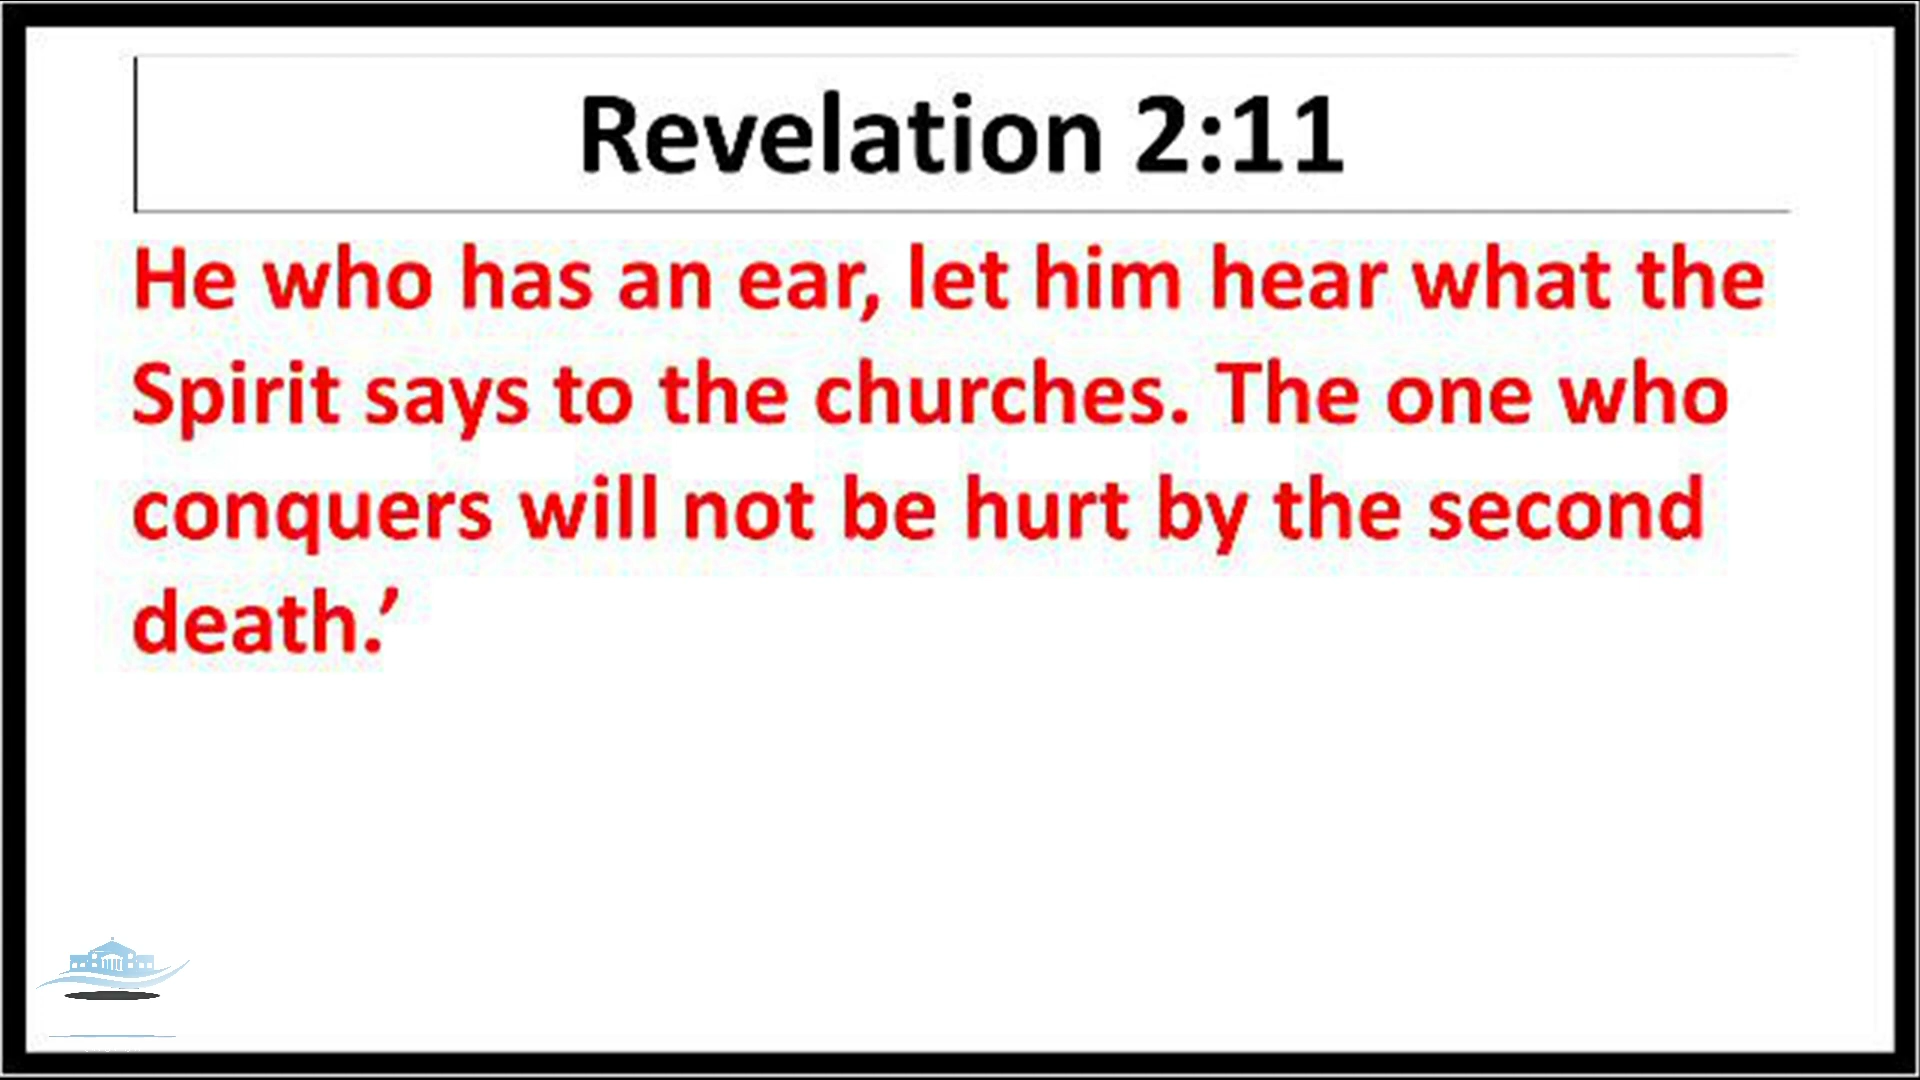 Revelation 2:11
He who has an ear, let him hear what the
Spirit says to the churches. The one who
conquers will not be hurt by the second
death.’